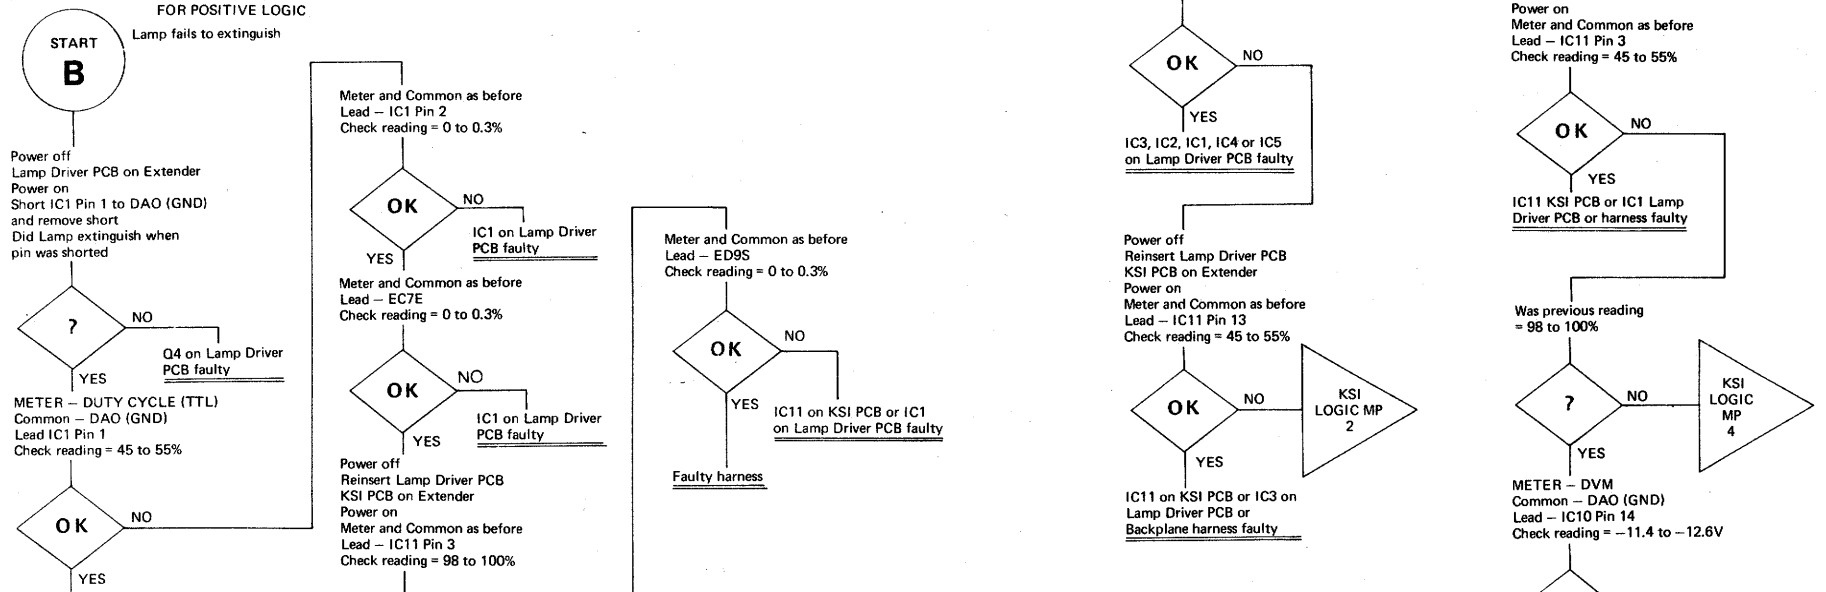 FOR POSITIVE LOGIC
Lamp fails to extinguish
START
B
Power off
Lamp Driver PCB on Extender
Power on
Short IC1 Pin 1 to DAO (GND)
and remove short
Did Lamp extinguish when
pin was shorted
?
NO
Q4 on Lamp Driver
PCB faulty
YES
METER – DUTY CYCLE (TTL)
Common – DAO (GND)
Lead IC1 Pin 1
Check reading = 45 to 55%
OK
NO
YES
Meter and Common as before
Lead – IC1 Pin 2
Check reading = 0 to 0.3%
OK
NO
IC1 on Lamp Driver
PCB faulty
YES
Meter and Common as before
Lead – EC7E
Check reading = 0 to 0.3%
OK
NO
IC1 on Lamp Driver
PCB faulty
YES
Power off
Reinsert Lamp Driver PCB
KSI PCB on Extender
Power on
Meter and Common as before
Lead – IC11 Pin 3
Check reading = 98 to 100%
Meter and Common as before
Lead – ED9S
Check reading = 0 to 0.3%
OK
NO
IC11 on KSI PCB or IC1
on Lamp Driver PCB faulty
YES
Faulty harness
OK
NO
YES
IC3, IC2, IC1, IC4 or IC5
on Lamp Driver PCB faulty
Power off
Reinsert Lamp Driver PCB
KSI PCB on Extender
Power on
Meter and Common as before
Lead – IC11 Pin 13
Check reading = 45 to 55%
OK
NO
KSI
LOGIC MP
2
YES
IC11 on KSI PCB or IC3 on
Lamp Driver PCB or
Backplane harness faulty
Power on
Meter and Common as before
Lead – IC11 Pin 3
Check reading = 45 to 55%
OK
NO
YES
IC11 KSI PCB or IC1 Lamp
Driver PCB or harness faulty
Was previous reading
= 98 to 100%
?
NO
KSI
LOGIC
MP
4
YES
METER – DVM
Common – DAO (GND)
Lead – IC10 Pin 14
Check reading = –11.4 to –12.6V